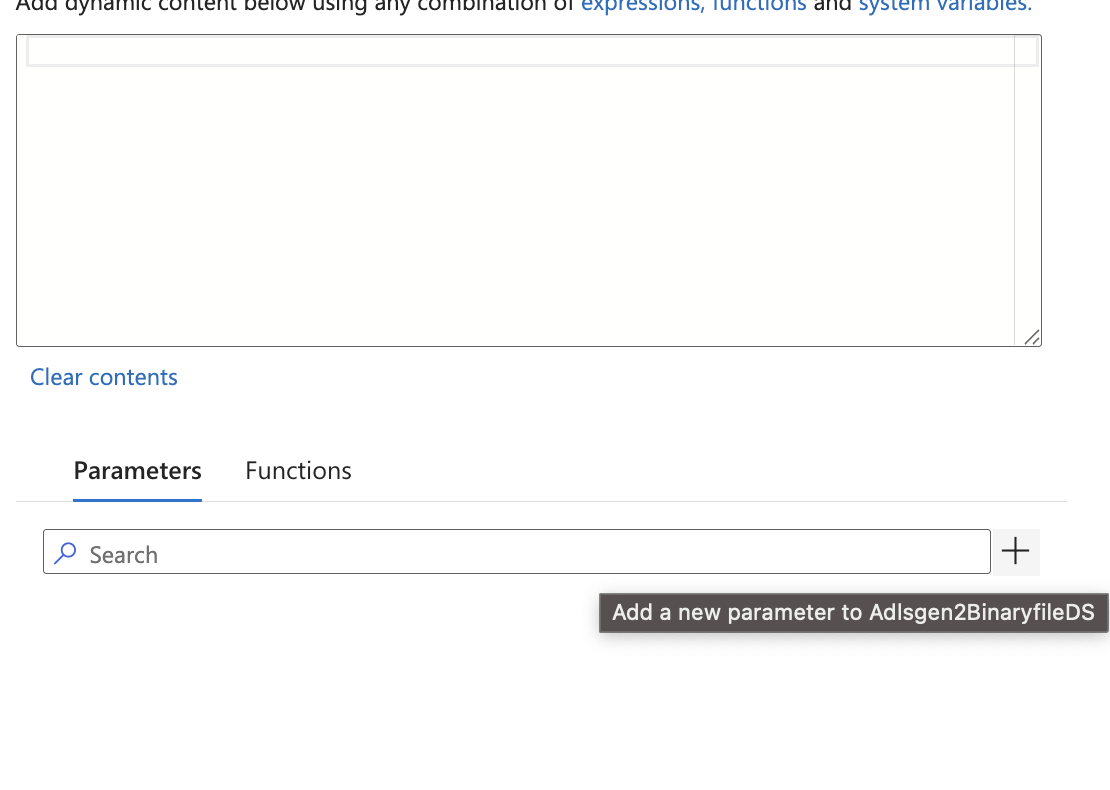 Add dynamic content below using any combination of expressions, functions and system variables.
Clear contents
Parameters Functions
Search
Add a new parameter to Adlsgen2BinaryfileDS